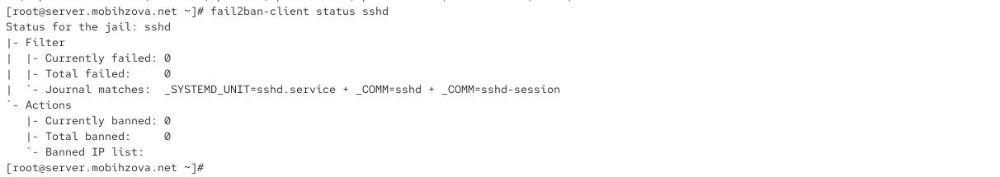 [root@server.mobihzova.net ~]# fail2ban-client status sshd
Status for the jail: sshd
|- Filter
|  |- Currently failed: 0
|  |- Total failed:     0
|  `- Journal matches:  _SYSTEMD_UNIT=sshd.service + _COMM=sshd + _COMM=sshd-session
`- Actions
   |- Currently banned: 0
   |- Total banned:     0
   `- Banned IP list:
[root@server.mobihzova.net ~]#